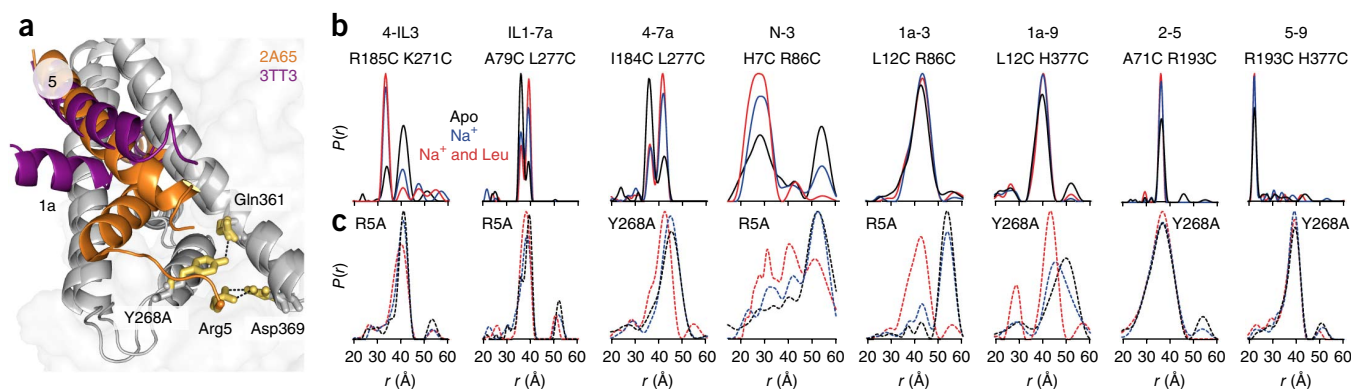 a
2A65
3TT3
5
1a
Gln361
Y268A
Arg5
Asp369
b
4-IL3 IL1-7a 4-7a N-3 1a-3 1a-9 2-5 5-9
R185C K271C A79C L277C I184C L277C H7C R86C L12C R86C L12C H377C A71C R193C R193C H377C
P(r)
Apo
Na+
Na+ and Leu
c
R5A R5A Y268A R5A R5A Y268A Y268A Y268A
P(r)
20 30 40 50 60 20 30 40 50 60 20 30 40 50 60 20 30 40 50 60 20 30 40 50 60 20 30 40 50 60 20 30 40 50 60 20 30 40 50 60
r (Å) r (Å) r (Å) r (Å) r (Å) r (Å) r (Å) r (Å)